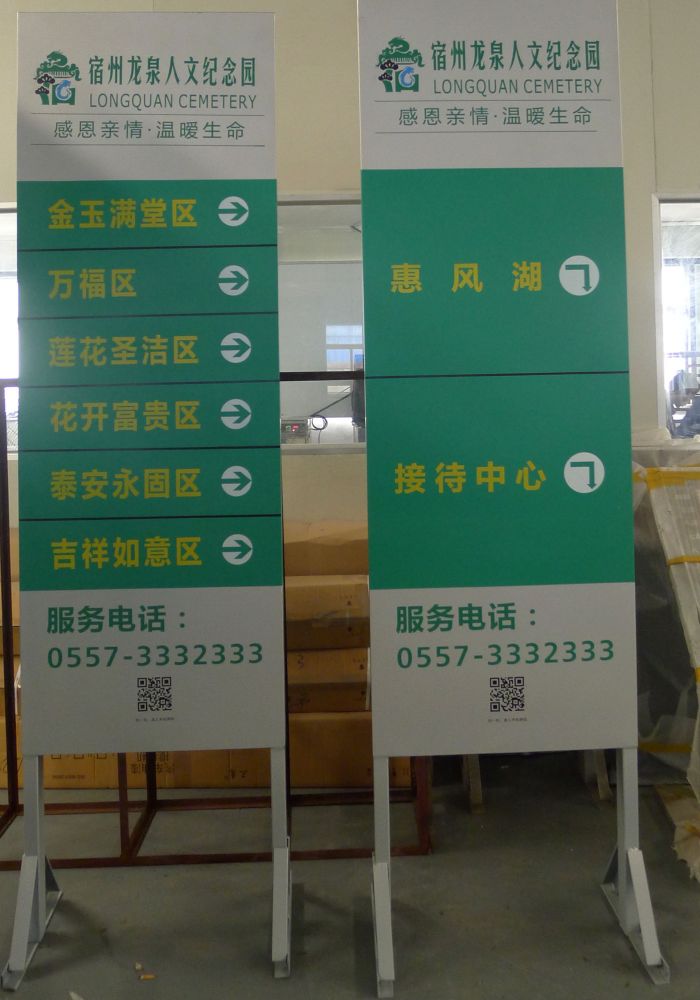 宿州龙泉人文纪念园
LONGQUAN CEMETERY
感恩亲情·温暖生命
金玉满堂区
万福区
莲花圣洁区
花开富贵区
泰安永固区
吉祥如意区
服务电话：
0557-3332333
宿州龙泉人文纪念园
LONGQUAN CEMETERY
感恩亲情·温暖生命
惠风湖
接待中心
服务电话：
0557-3332333